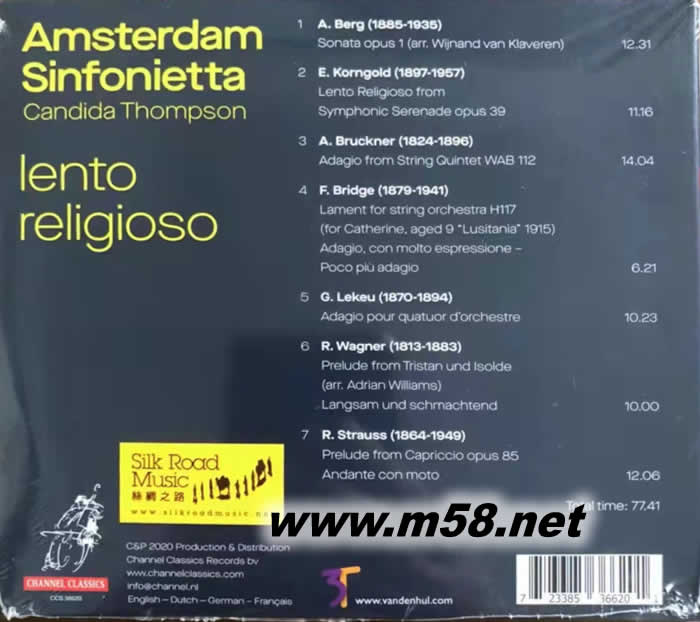 Amsterdam
Sinfonietta
Candida Thompson
lento
religioso
1 A. Berg (1885-1935)
Sonata opus 1 (arr. Wijnand van Klaveren) 12.31
2 E. Korngold (1897-1957)
Lento Religioso from
Symphonic Serenade opus 39 11.16
3 A. Bruckner (1824-1896)
Adagio from String Quintet WAB 112 14.04
4 F. Bridge (1879-1941)
Lament for string orchestra H117
(for Catherine, aged 9 “Lusitania” 1915)
Adagio, con molto espressione –
Poco più adagio 6.21
5 G. Lekeu (1870-1894)
Adagio pour quatuor d'orchestre 10.23
6 R. Wagner (1813-1883)
Prelude from Tristan und Isolde
(arr. Adrian Williams)
Langsam und schmachtend 10.00
7 R. Strauss (1864-1949)
Prelude from Capriccio opus 85
Andante con moto 12.06
Total time: 77.41
Silk Road
Music
絲綢之路
www.silkroadmusic.
www.m58.net
CHANNEL CLASSICS
CCS 36620
C&P 2020 Production & Distribution
Channel Classics Records bv
www.channelclassics.com
info@channel.nl
English – Dutch – German – Français
3T
www.vandenhul.com
7 23385 36620 1